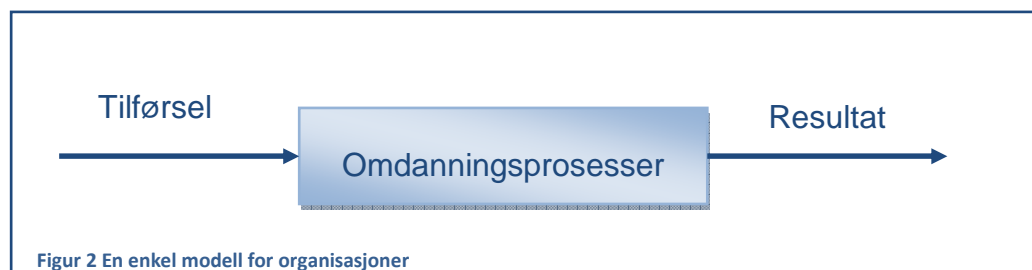 Tilførsel
Resultat
Omdanningsprosesser
Figur 2 En enkel modell for organisasjoner